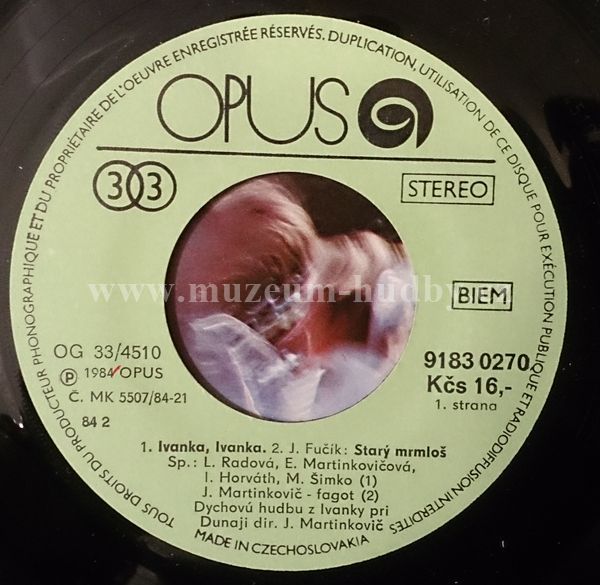 TOUS DROITS DU PRODUCTEUR PHONOGRAPHIQUE ET DU PROPRIÉTAIRE DE L'OEUVRE ENREGISTRÉE RÉSERVÉS. DUPLICATION, UTILISATION DE CE DISQUE POUR EXÉCUTION PUBLIQUE ET RADIODIFFUSION INTERDITES
OPUS
33
STEREO
BIEM
www.muzeum-hudby.
OG 33/4510
℗ 1984 OPUS
Č. MK 5507/84-21
84 2
9183 0270
Kčs 16,-
1. strana
1. Ivanka, Ivanka. 2. J. Fučík: Starý mrmloš
Sp.: L. Radová, E. Martinkovičová,
I. Horváth, M. Šimko (1)
J. Martinkovič - fagot (2)
Dychovú hudbu z Ivanky pri
Dunaji dir. J. Martinkovič
MADE IN CZECHOSLOVAKIA